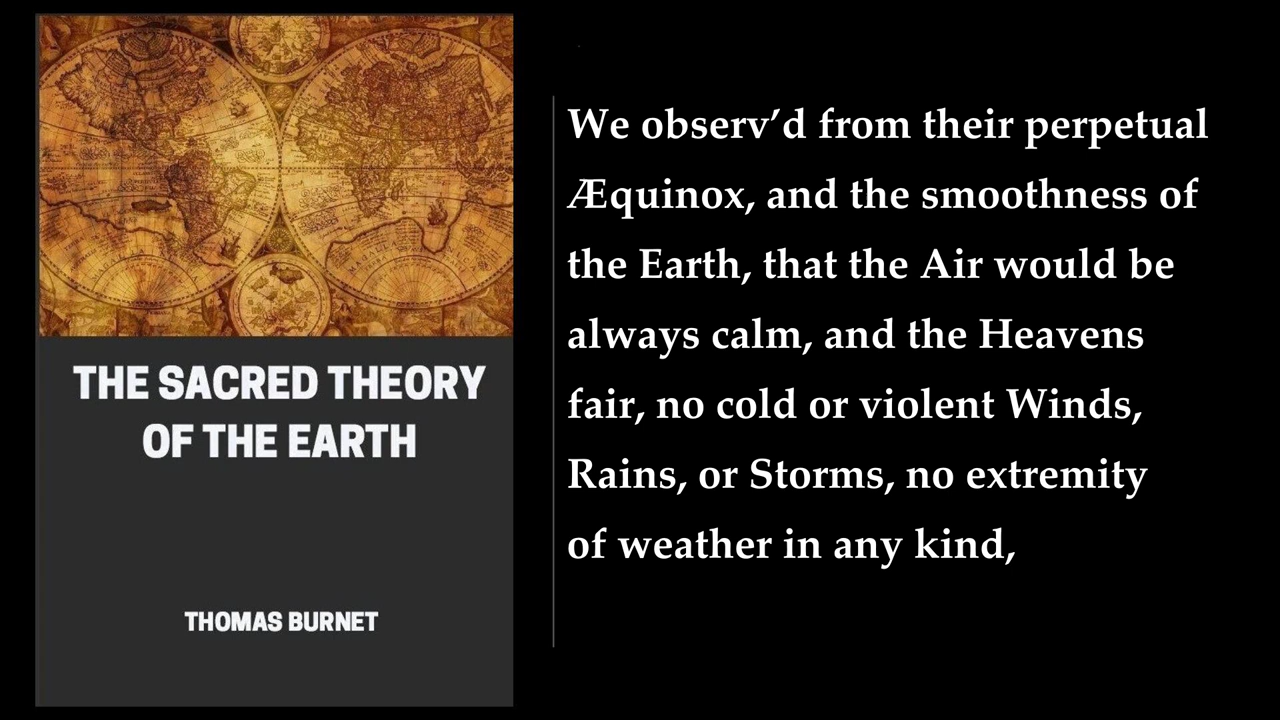 THE SACRED THEORY
OF THE EARTH
THOMAS BURNET
We observ’d from their perpetual
Æquinox, and the smoothness of
the Earth, that the Air would be
always calm, and the Heavens
fair, no cold or violent Winds,
Rains, or Storms, no extremity
of weather in any kind,